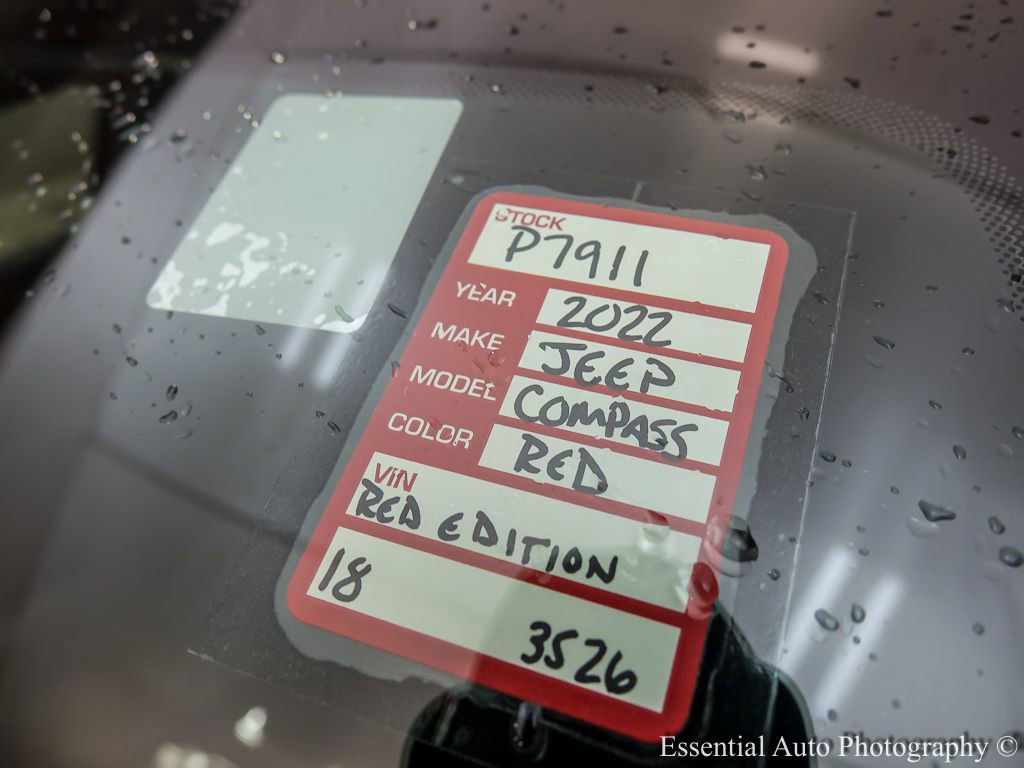 STOCK
P7911
YEAR 2022
MAKE JEEP
MODEL COMPASS
COLOR RED
VIN
RED EDITION
18
3526
Essential Auto Photography ©